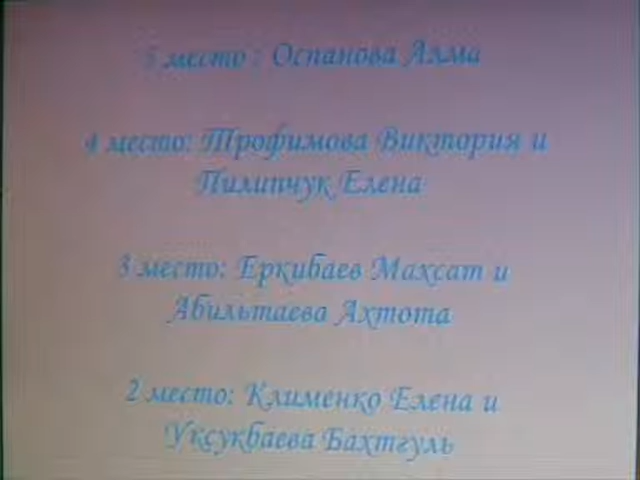 5 место : Оспанова Алма
4 место: Трофимова Виктория и
Пилипчук Елена
3 место: Еркибаев Махсат и
Абильтаева Ахтота
2 место: Клименко Елена и
Уксукбаева Бахтгуль